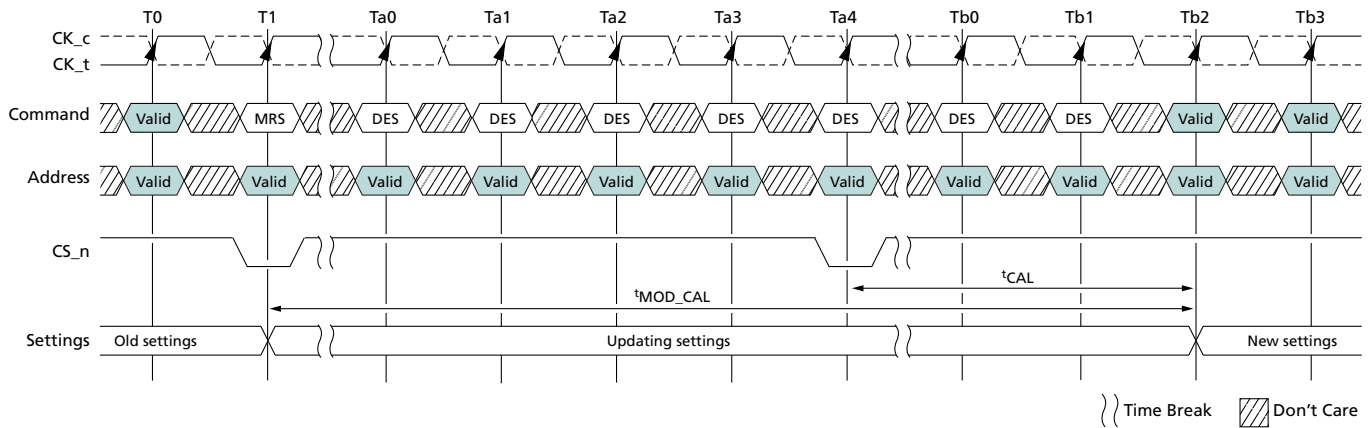 T0 T1 Ta0 Ta1 Ta2 Ta3 Ta4 Tb0 Tb1 Tb2 Tb3
CK_c
CK_t
Command Valid MRS DES DES DES DES DES DES DES Valid Valid
Address Valid Valid Valid Valid Valid Valid Valid Valid Valid Valid Valid
CS_n
tCAL
tMOD_CAL
Settings Old settings Updating settings New settings
Time Break Don't Care